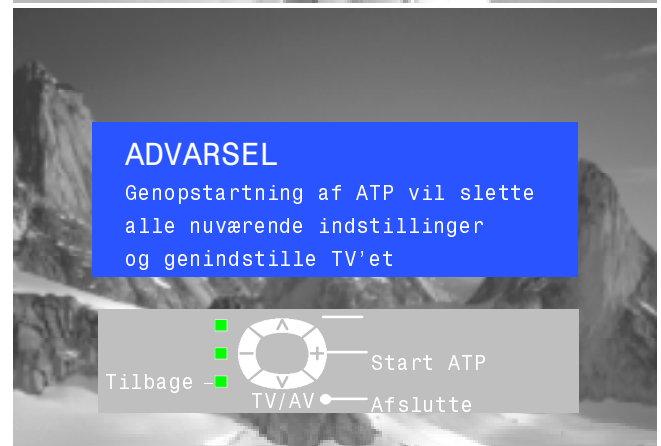 ADVARSEL
Genopstartning af ATP vil slette
alle nuværende indstillinger
og genindstille TV'et
Start ATP
Tilbage
TV/AV
Afslutte